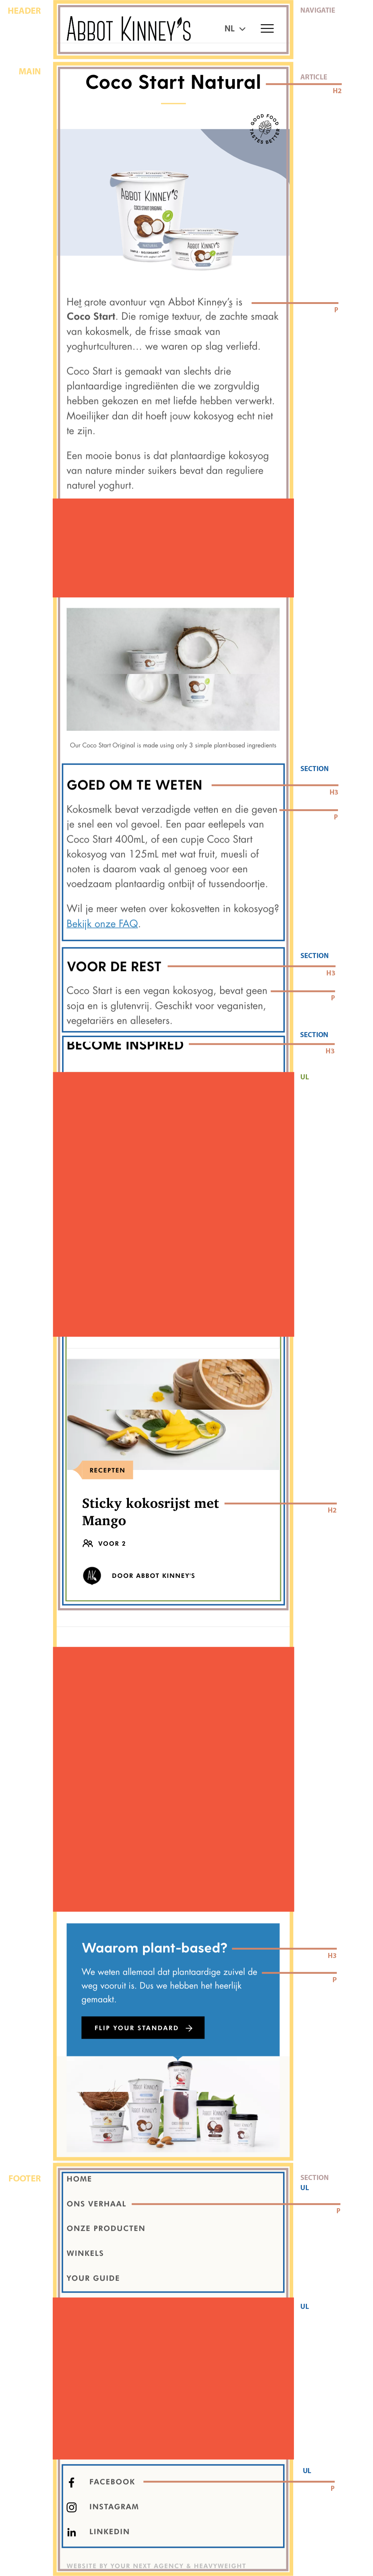 HEADER
NAVIGATIE
ABBOT KINNEY'S
NL
MAIN
ARTICLE
Coco Start Natural
H2
GOOD FOOD TASTES BETTER
ABBOT KINNEY'S
COCO START ORIGINAL
ABBOT KINNEY'S
Het grote avontuur van Abbot Kinney's is
P
Coco Start. Die romige textuur, de zachte smaak
van kokosmelk, de frisse smaak van
yoghurtculturen… we waren op slag verliefd.
Coco Start is gemaakt van slechts drie
plantaardige ingrediënten die we zorgvuldig
hebben gekozen en met liefde hebben verwerkt.
Moeilijker dan dit hoeft jouw kokosyog echt niet
te zijn.
Een mooie bonus is dat plantaardige kokosyog
van nature minder suikers bevat dan reguliere
naturel yoghurt.
Our Coco Start Original is made using only 3 simple plant-based ingredients
SECTION
GOED OM TE WETEN
H3
Kokosmelk bevat verzadigde vetten en die geven
P
je snel een vol gevoel. Een paar eetlepels van
Coco Start 400mL, of een cupje Coco Start
kokosyog van 125mL met wat fruit, muesli of
noten is daarom vaak al genoeg voor een
voedzaam plantaardig ontbijt of tussendoortje.
Wil je meer weten over kokosvetten in kokosyog?
Bekijk onze FAQ.
SECTION
VOOR DE REST
H3
Coco Start is een vegan kokosyog, bevat geen
P
soja en is glutenvrij. Geschikt voor veganisten,
vegetariërs en alleseters.
SECTION
BECOME INSPIRED
H3
UL
RECEPTEN
Sticky kokosrijst met
H2
Mango
VOOR 2
AK
DOOR ABBOT KINNEY'S
Waarom plant-based?
H3
We weten allemaal dat plantaardige zuivel de
P
weg vooruit is. Dus we hebben het heerlijk
gemaakt.
FLIP YOUR STANDARD
FOOTER
SECTION
HOME
UL
ONS VERHAAL
P
ONZE PRODUCTEN
WINKELS
YOUR GUIDE
UL
UL
FACEBOOK
P
INSTAGRAM
LINKEDIN
WEBSITE BY YOUR NEXT AGENCY & HEAVYWEIGHT